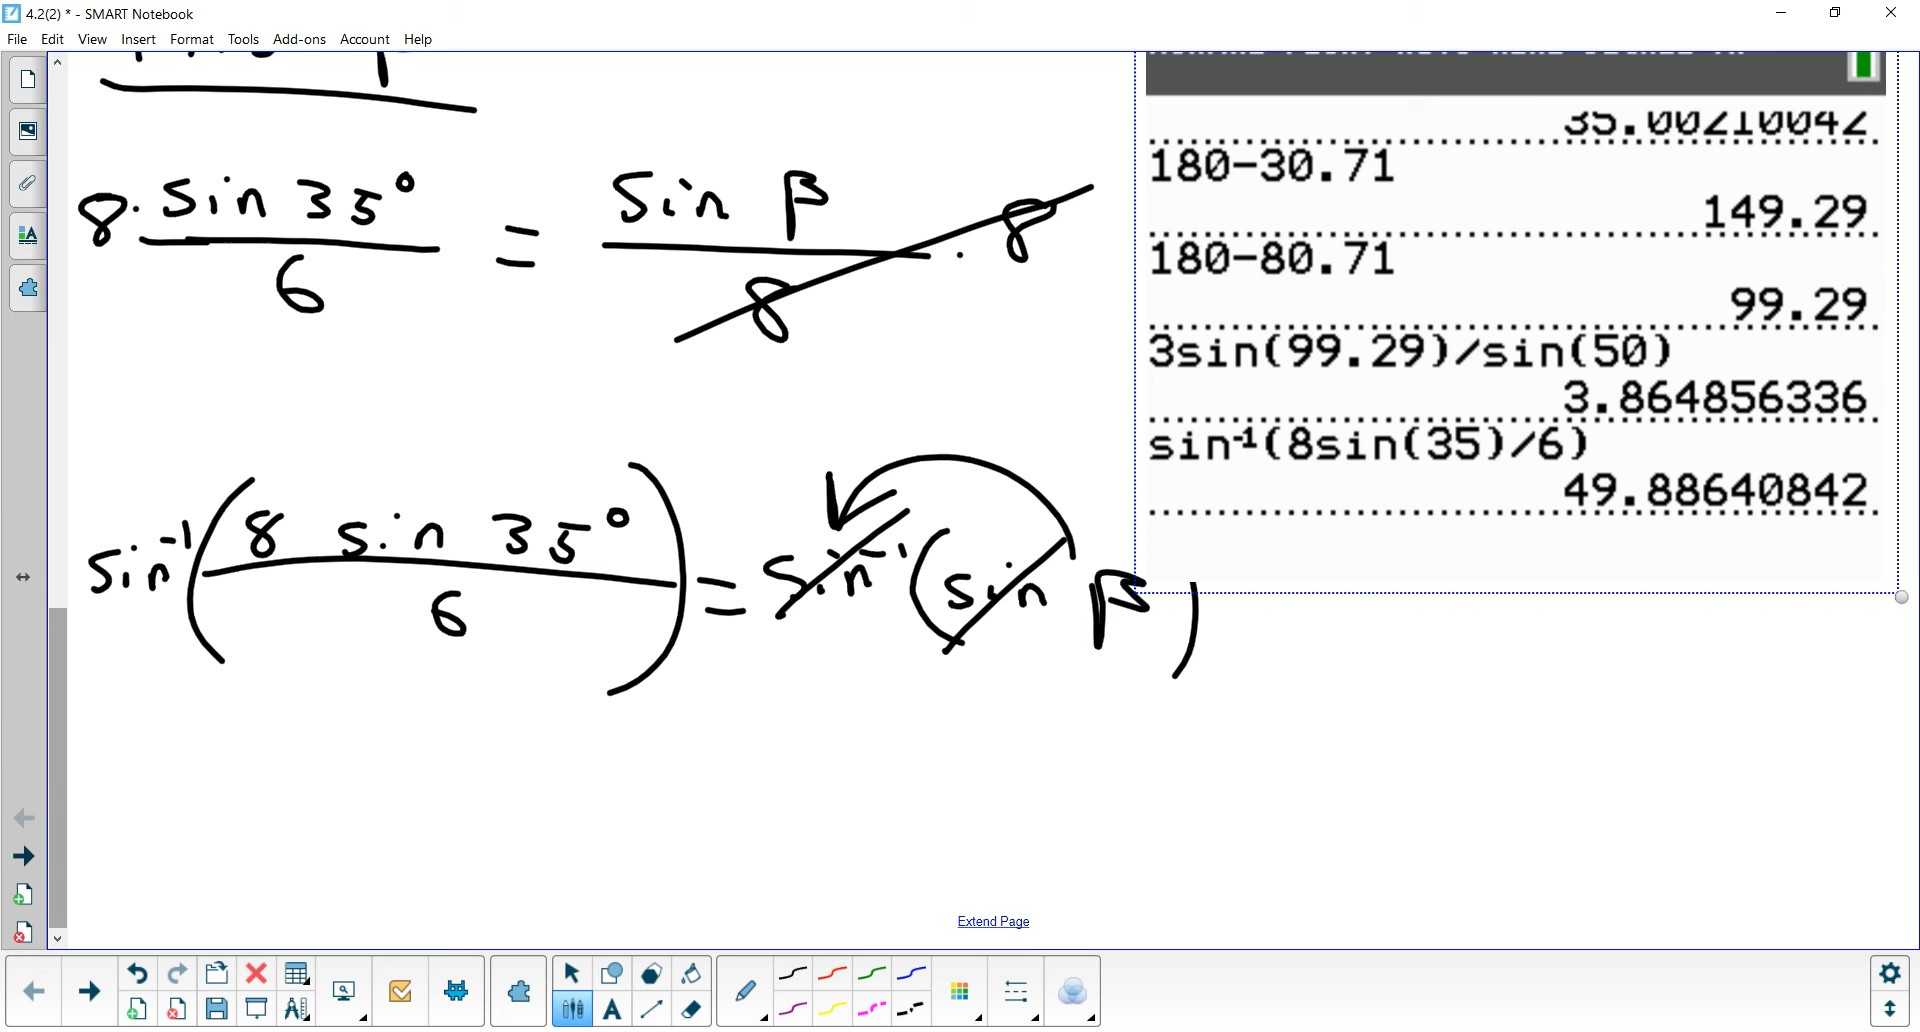 4.2(2) * - SMART Notebook
File Edit View Insert Format Tools Add-ons Account Help
35.00210042
180-30.71
149.29
180-80.71
99.29
3sin(99.29)/sin(50)
3.864856336
sin⁻¹(8sin(35)/6)
49.88640842
8 · sin 35° / 6 = sin β / 8 · 8
sin⁻¹(8 sin 35° / 6) = sin⁻¹(sin β)
Extend Page